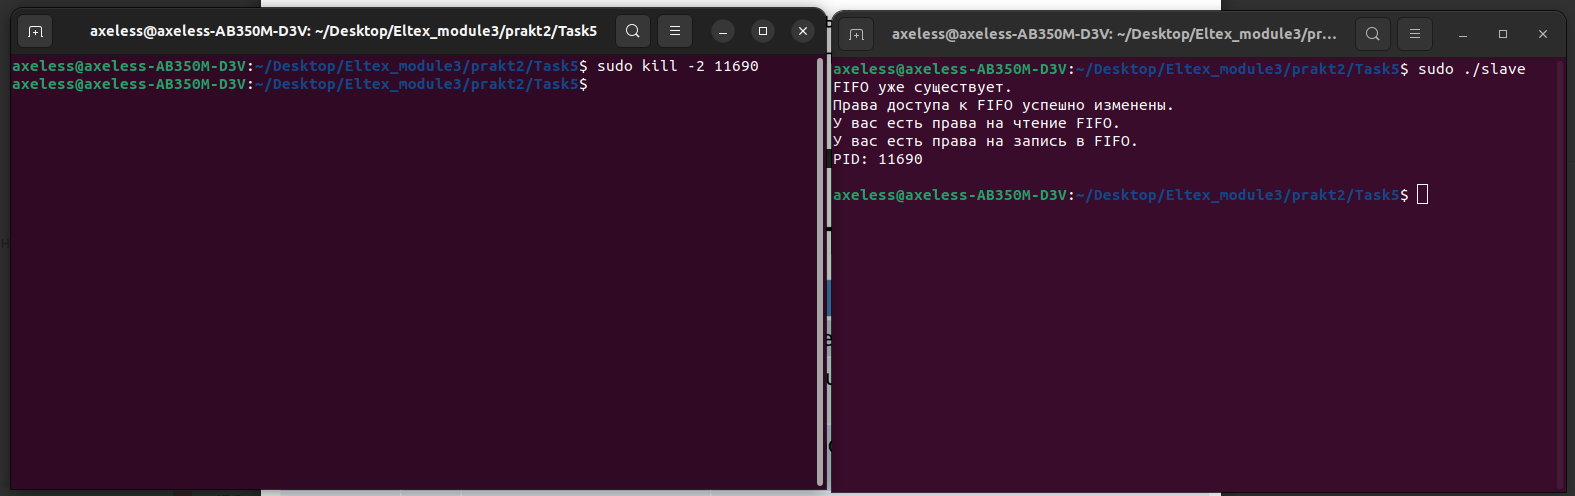 axeless@axeless-AB350M-D3V: ~/Desktop/Eltex_module3/prakt2/Task5
axeless@axeless-AB350M-D3V:~/Desktop/Eltex_module3/prakt2/Task5$ sudo kill -2 11690
axeless@axeless-AB350M-D3V:~/Desktop/Eltex_module3/prakt2/Task5$
axeless@axeless-AB350M-D3V: ~/Desktop/Eltex_module3/pr...
axeless@axeless-AB350M-D3V:~/Desktop/Eltex_module3/prakt2/Task5$ sudo ./slave
FIFO уже существует.
Права доступа к FIFO успешно изменены.
У вас есть права на чтение FIFO.
У вас есть права на запись в FIFO.
PID: 11690
axeless@axeless-AB350M-D3V:~/Desktop/Eltex_module3/prakt2/Task5$